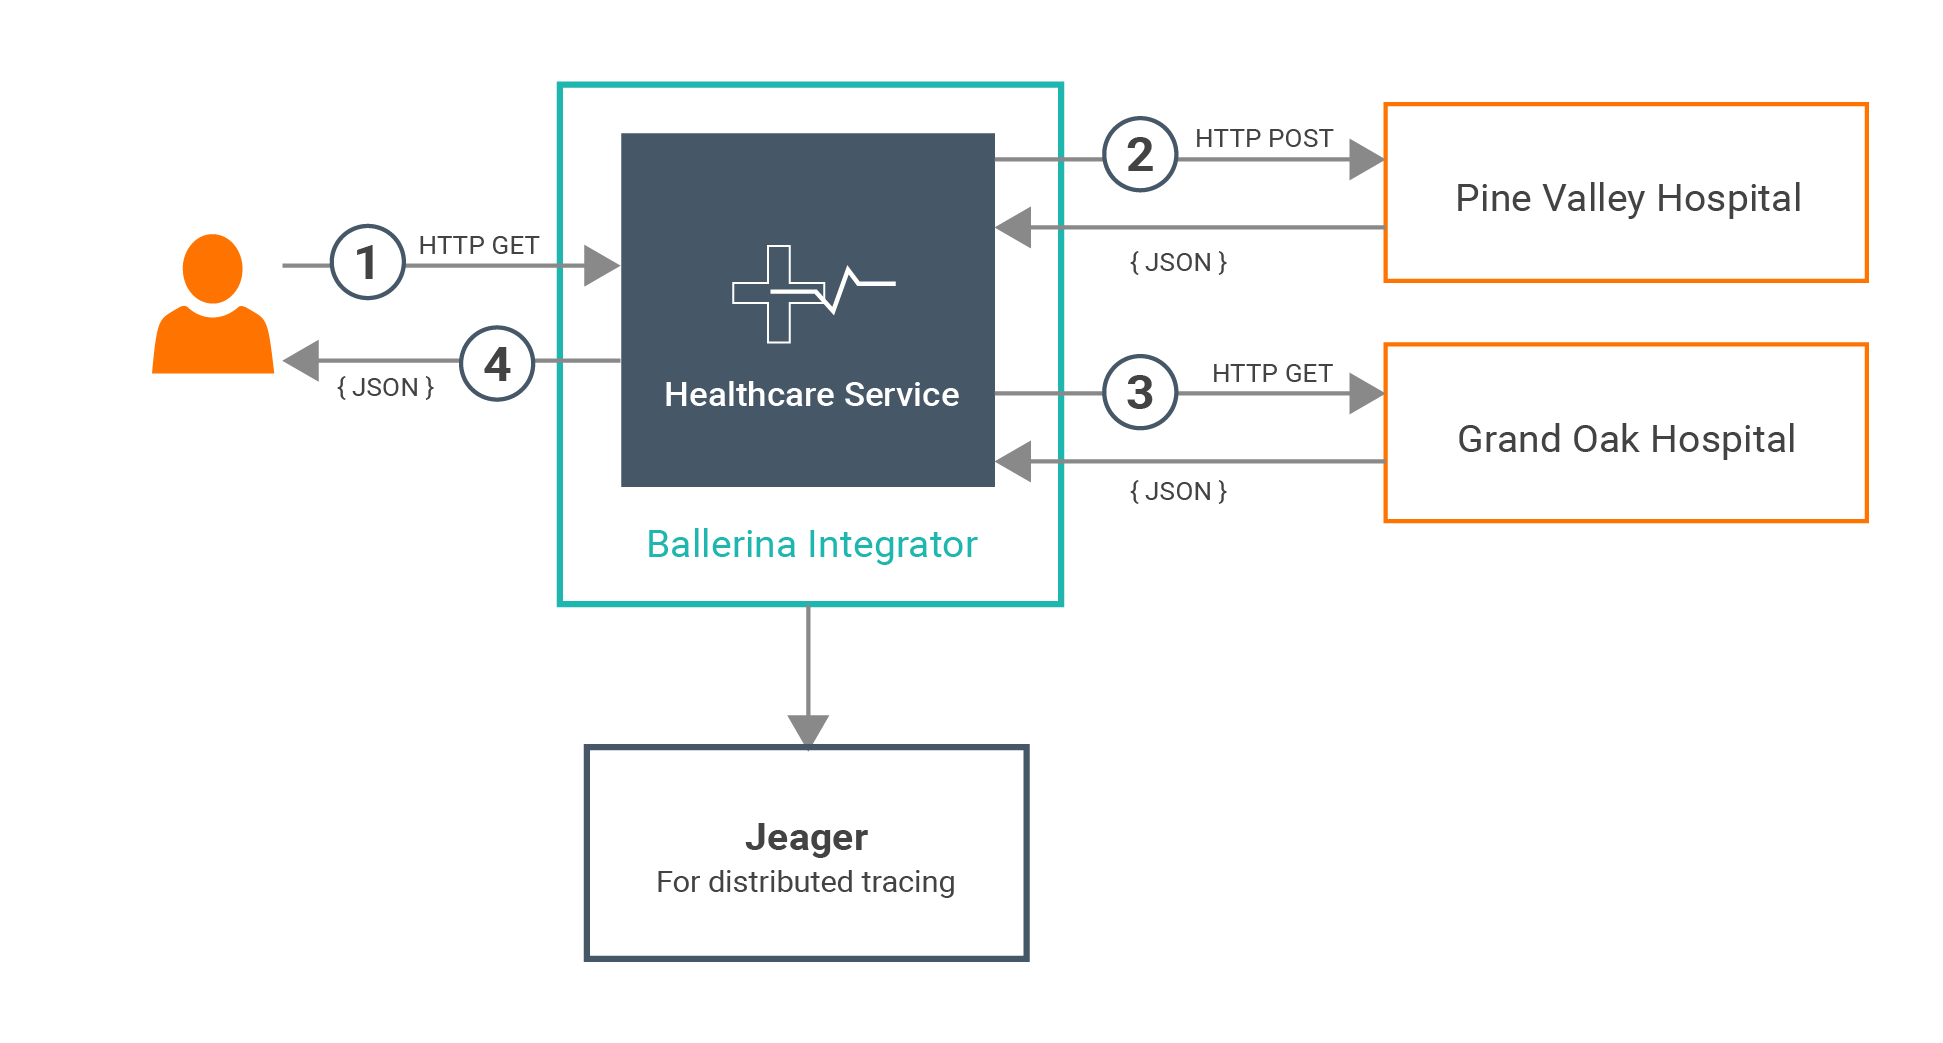 1
HTTP GET
4
{ JSON }
Healthcare Service
Ballerina Integrator
2
HTTP POST
{ JSON }
Pine Valley Hospital
3
HTTP GET
{ JSON }
Grand Oak Hospital
Jeager
For distributed tracing